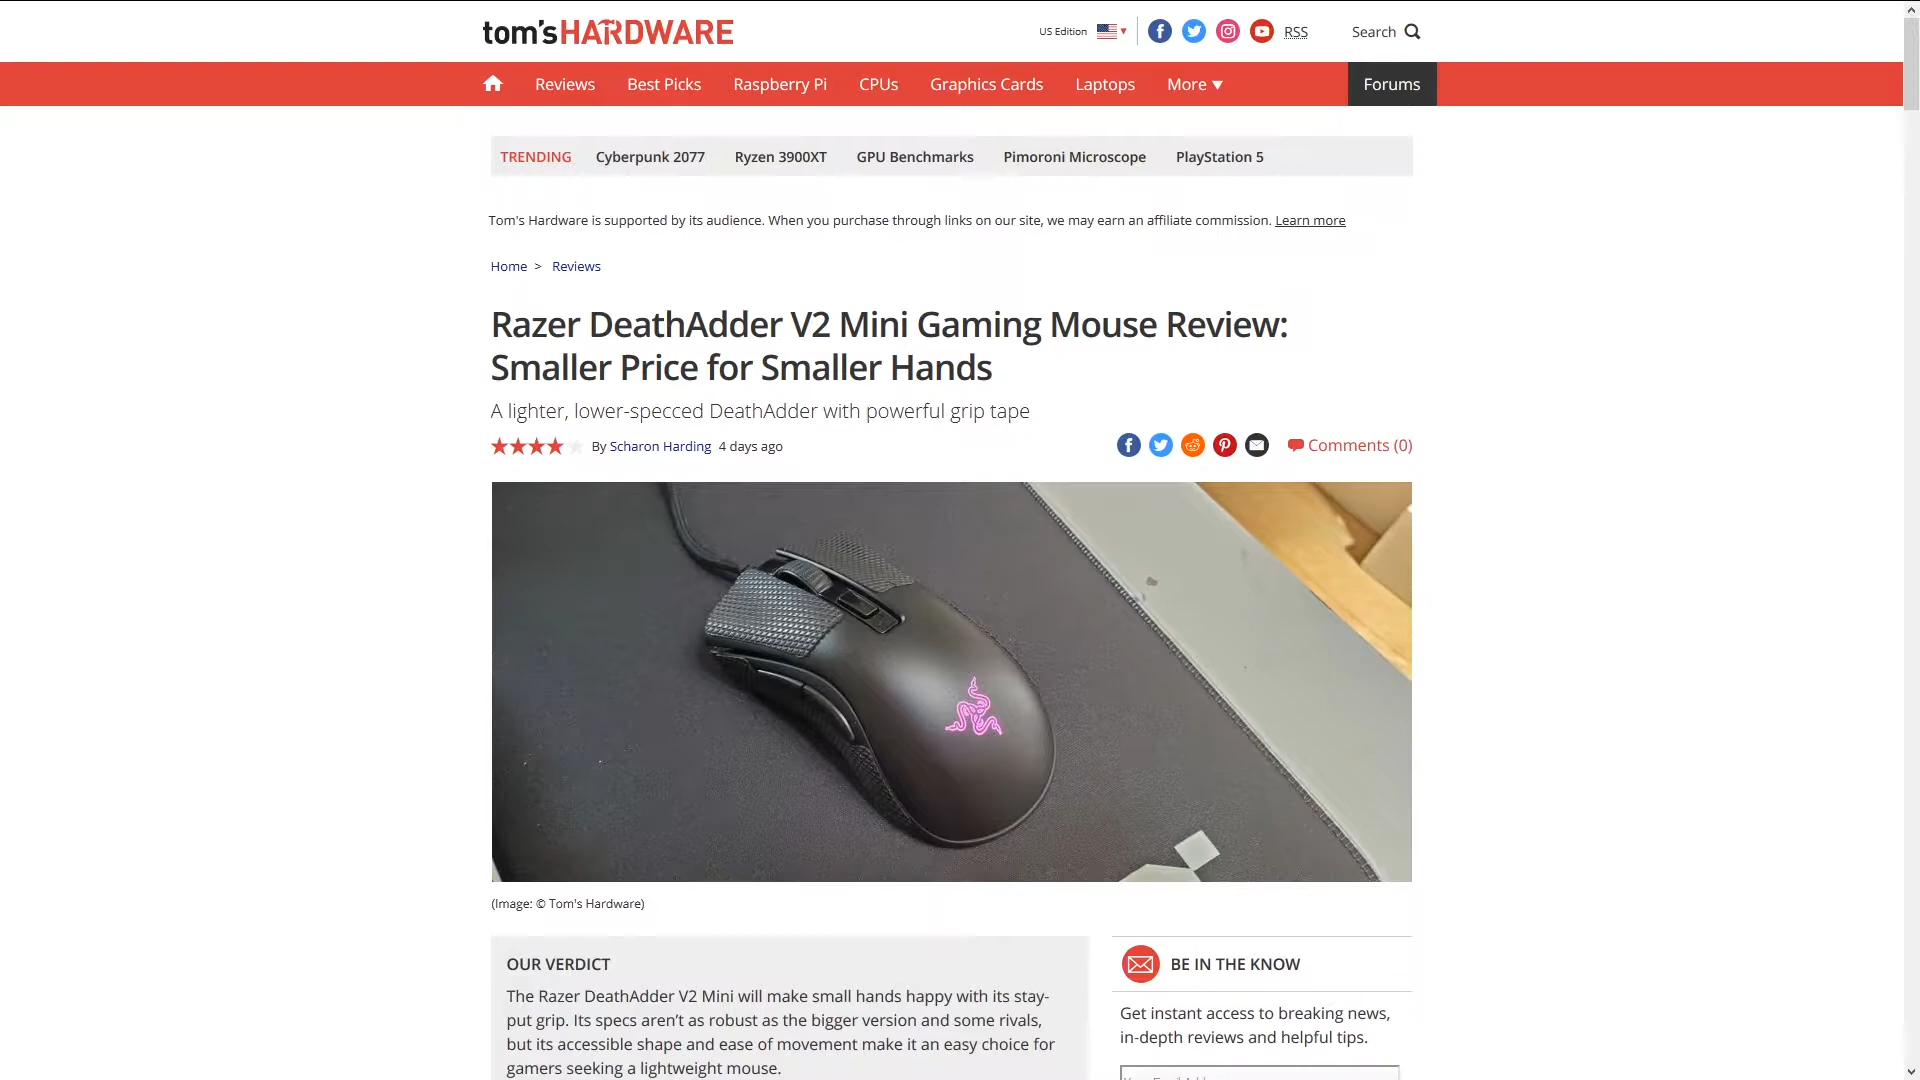 tom'sHARDWARE
US Edition
RSS
Search
Reviews Best Picks Raspberry Pi CPUs Graphics Cards Laptops More Forums
TRENDING Cyberpunk 2077 Ryzen 3900XT GPU Benchmarks Pimoroni Microscope PlayStation 5
Tom's Hardware is supported by its audience. When you purchase through links on our site, we may earn an affiliate commission. Learn more
Home > Reviews
Razer DeathAdder V2 Mini Gaming Mouse Review:
Smaller Price for Smaller Hands
A lighter, lower-specced DeathAdder with powerful grip tape
By Scharon Harding 4 days ago
Comments (0)
(Image: © Tom's Hardware)
OUR VERDICT
The Razer DeathAdder V2 Mini will make small hands happy with its stay-
put grip. Its specs aren’t as robust as the bigger version and some rivals,
but its accessible shape and ease of movement make it an easy choice for
gamers seeking a lightweight mouse.
BE IN THE KNOW
Get instant access to breaking news,
in-depth reviews and helpful tips.